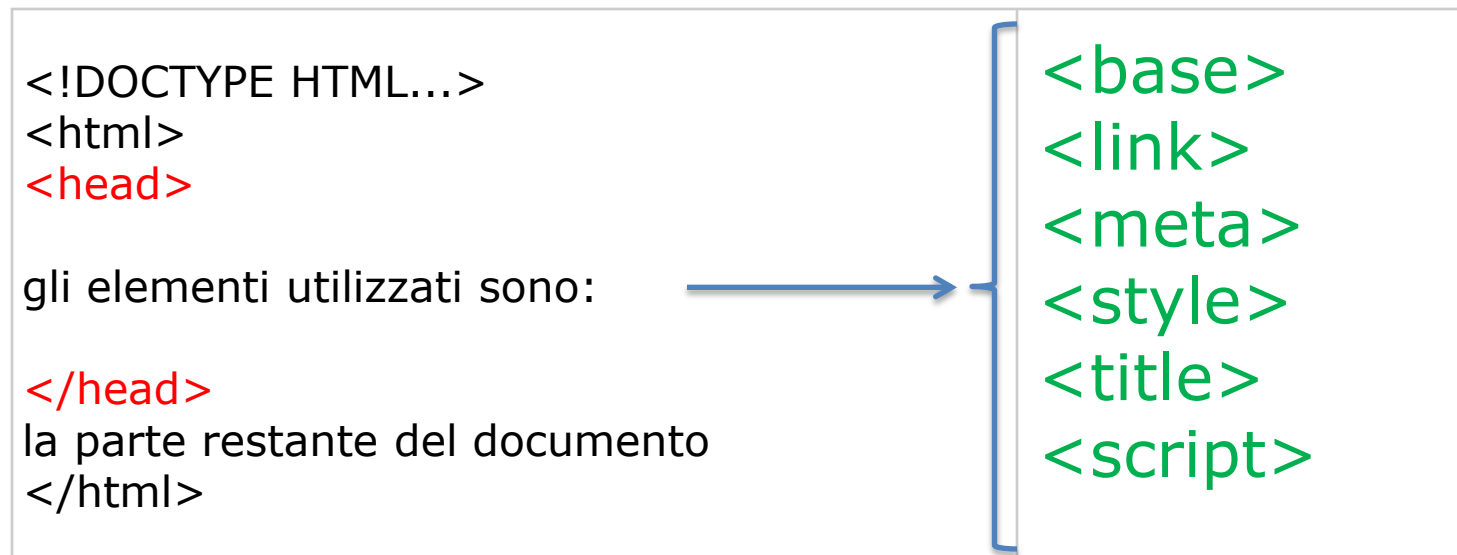 <!DOCTYPE HTML...>
<html>
<head>
gli elementi utilizzati sono:
</head>
la parte restante del documento
</html>
<base>
<link>
<meta>
<style>
<title>
<script>